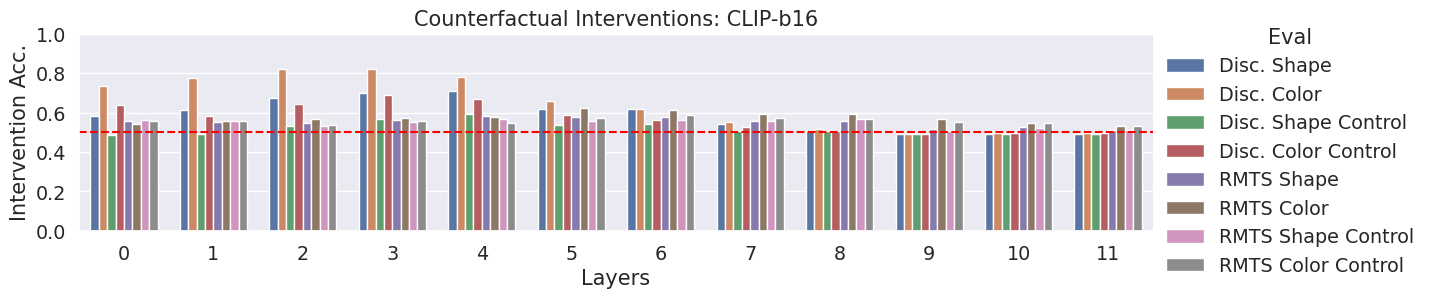 Counterfactual Interventions: CLIP-b16
Intervention Acc.
1.0
0.8
0.6
0.4
0.2
0.0
0 1 2 3 4 5 6 7 8 9 10 11
Layers
Eval
Disc. Shape
Disc. Color
Disc. Shape Control
Disc. Color Control
RMTS Shape
RMTS Color
RMTS Shape Control
RMTS Color Control